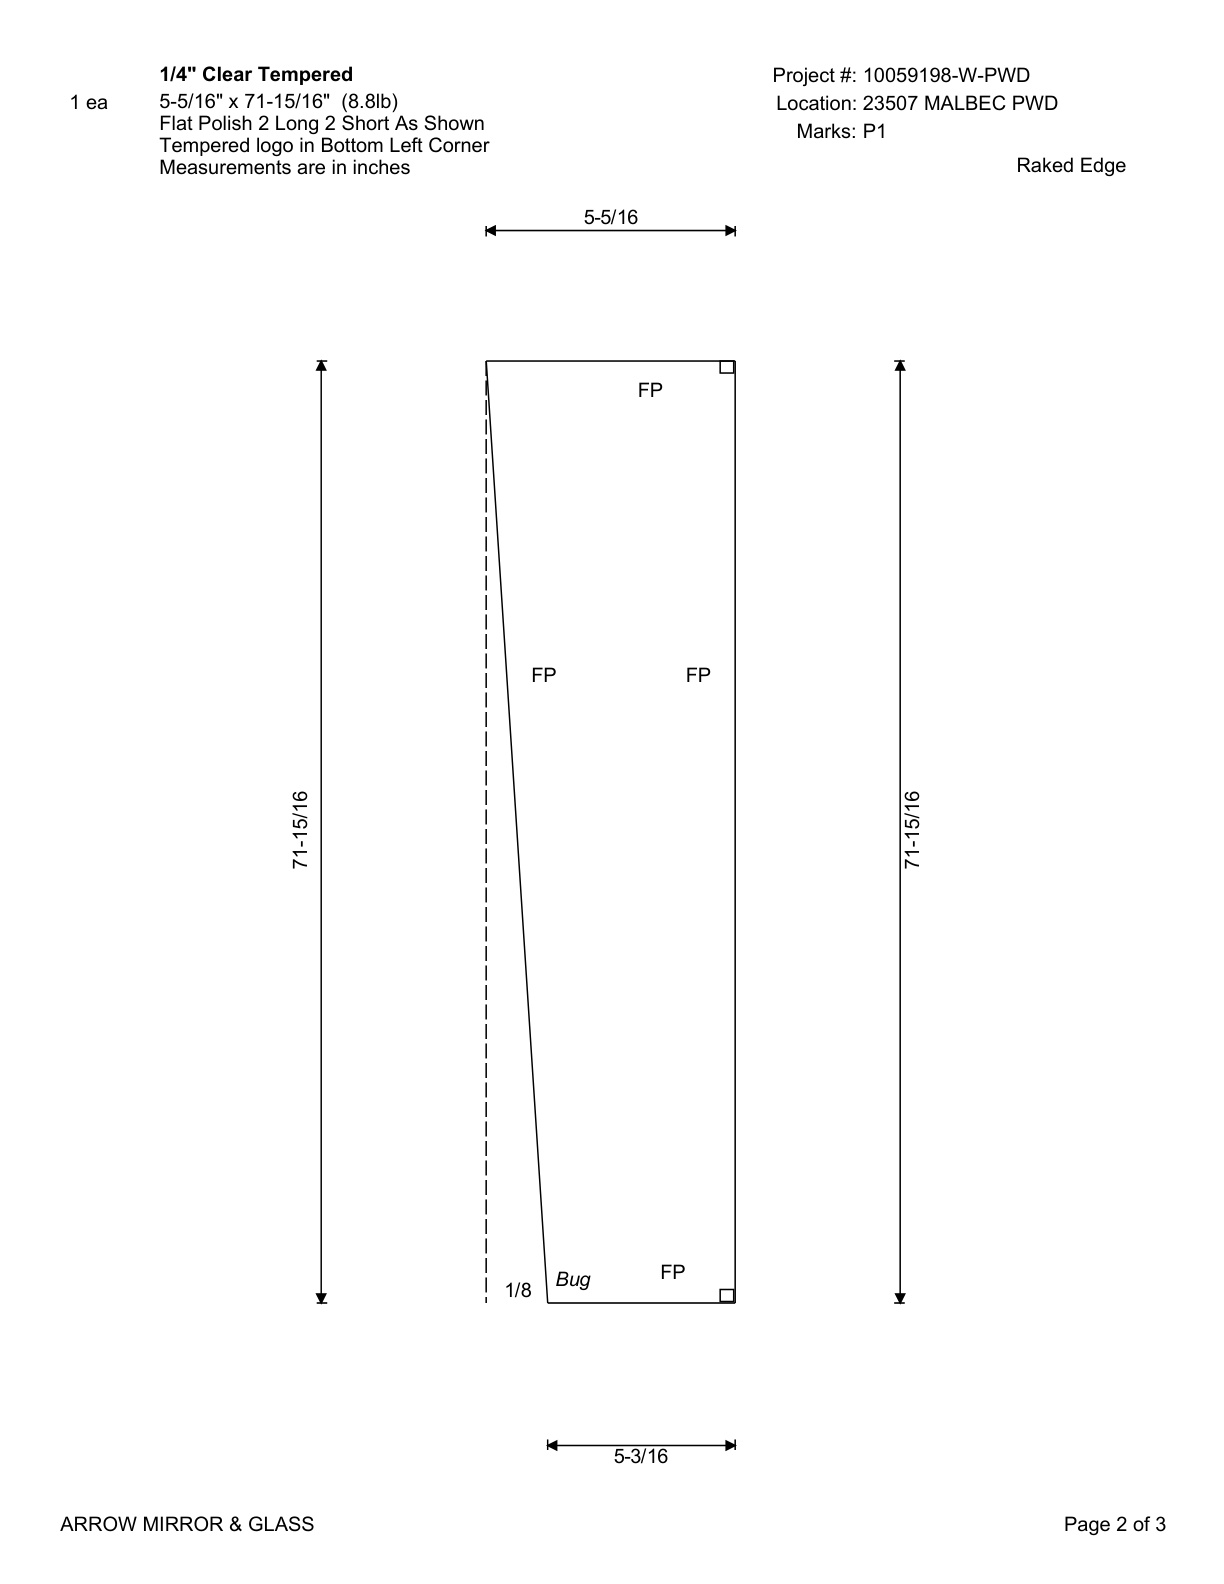 1/4" Clear Tempered
1 ea
5-5/16" x 71-15/16"  (8.8lb)
Flat Polish 2 Long 2 Short As Shown
Tempered logo in Bottom Left Corner
Measurements are in inches
Project #: 10059198-W-PWD
Location: 23507 MALBEC PWD
Marks: P1
Raked Edge
5-5/16
FP
FP
FP
71-15/16
71-15/16
FP
Bug
1/8
5-3/16
ARROW MIRROR & GLASS
Page 2 of 3